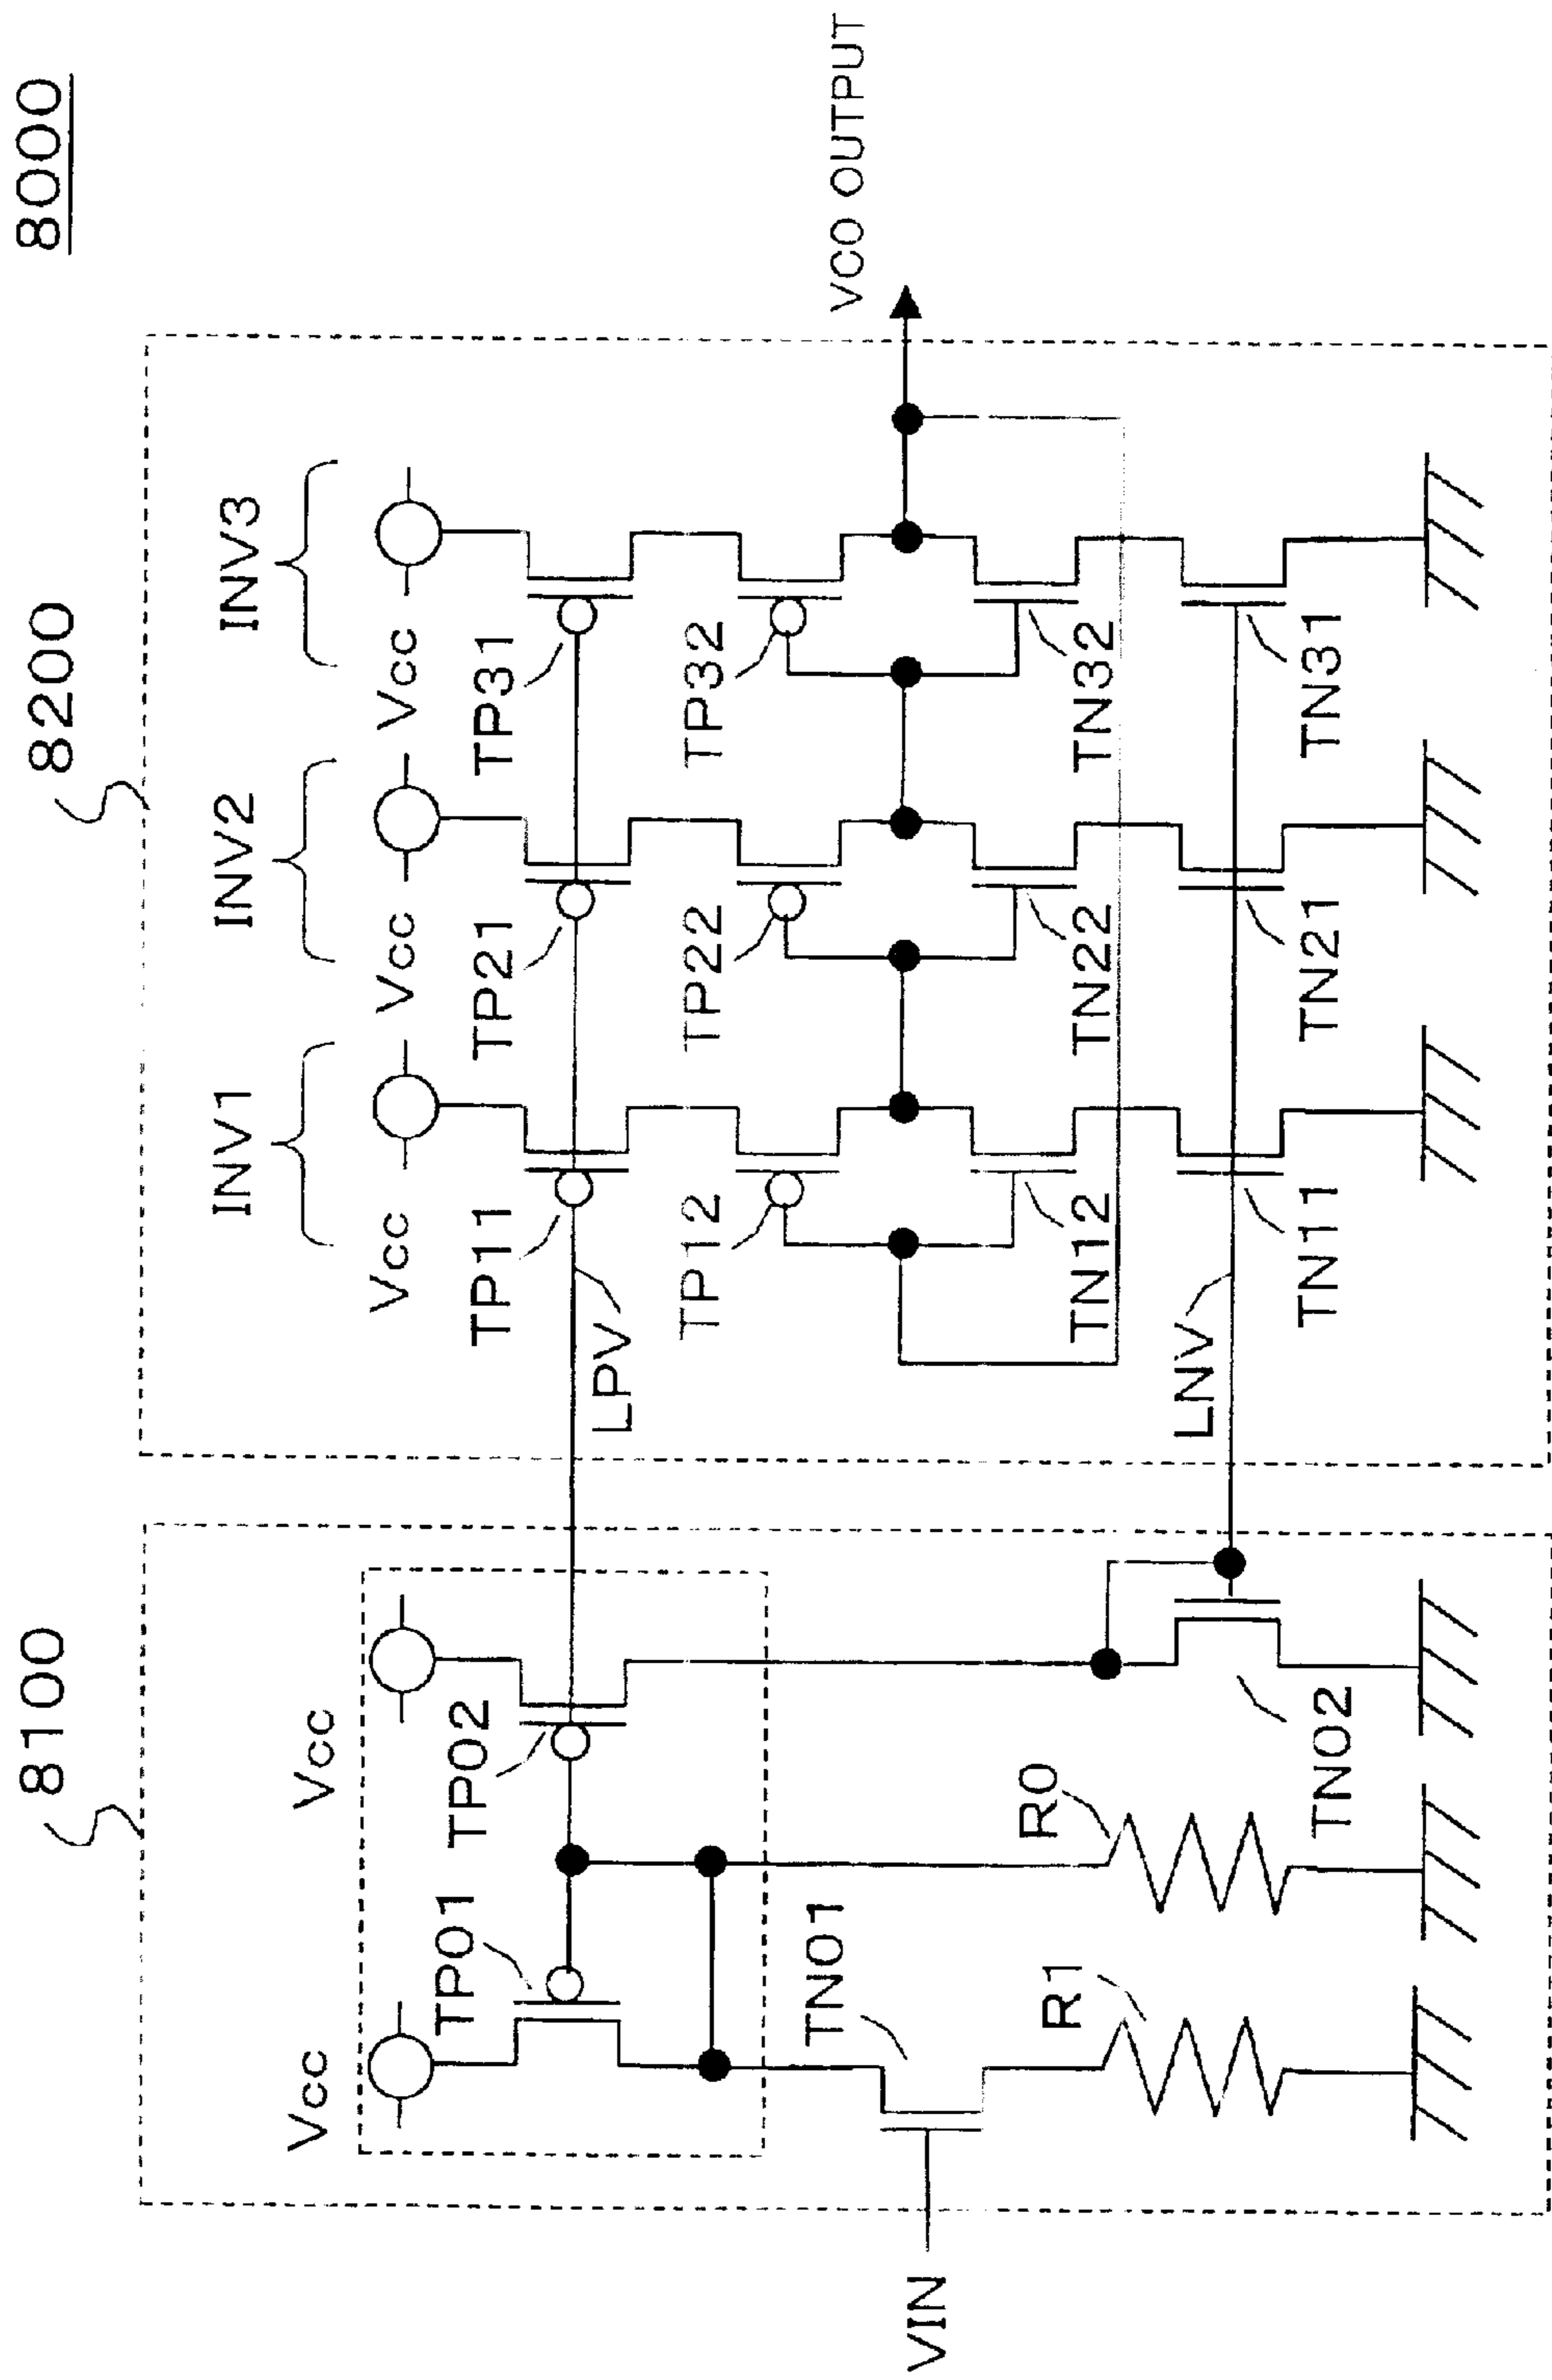 8000
8100
8200
INV1
INV2
INV3
Vcc
Vcc
Vcc
Vcc
Vcc
TP01
TP02
TP11
TP21
TP31
LPV
TP12
TP22
TP32
VCO OUTPUT
VIN
TN01
R1
R0
TN12
TN22
TN32
LNV
TN02
TN11
TN21
TN31